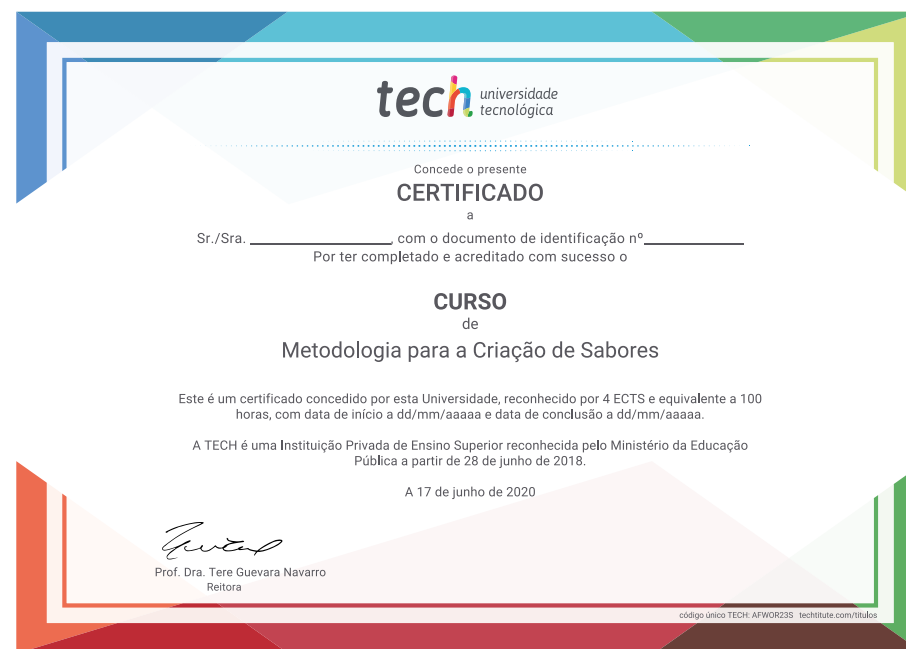 tech universidade
tecnológica
Concede o presente
CERTIFICADO
a
Sr./Sra. ________________, com o documento de identificação nº____________
Por ter completado e acreditado com sucesso o
CURSO
de
Metodologia para a Criação de Sabores
Este é um certificado concedido por esta Universidade, reconhecido por 4 ECTS e equivalente a 100
horas, com data de início a dd/mm/aaaaa e data de conclusão a dd/mm/aaaaa.
A TECH é uma Instituição Privada de Ensino Superior reconhecida pelo Ministério da Educação
Pública a partir de 28 de junho de 2018.
A 17 de junho de 2020
Prof. Dra. Tere Guevara Navarro
Reitora
código único TECH: AFWOR23S techtitute.com/titulos